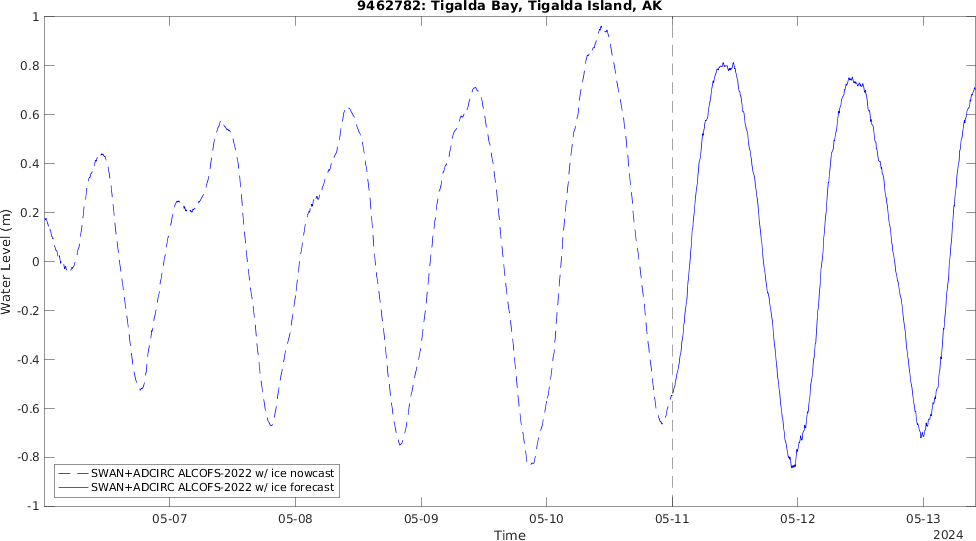 9462782: Tigalda Bay, Tigalda Island, AK
1
0.8
0.6
0.4
0.2
0
-0.2
-0.4
-0.6
-0.8
-1
Water Level (m)
SWAN+ADCIRC ALCOFS-2022 w/ ice nowcast
SWAN+ADCIRC ALCOFS-2022 w/ ice forecast
05-07 05-08 05-09 05-10 05-11 05-12 05-13
Time
2024